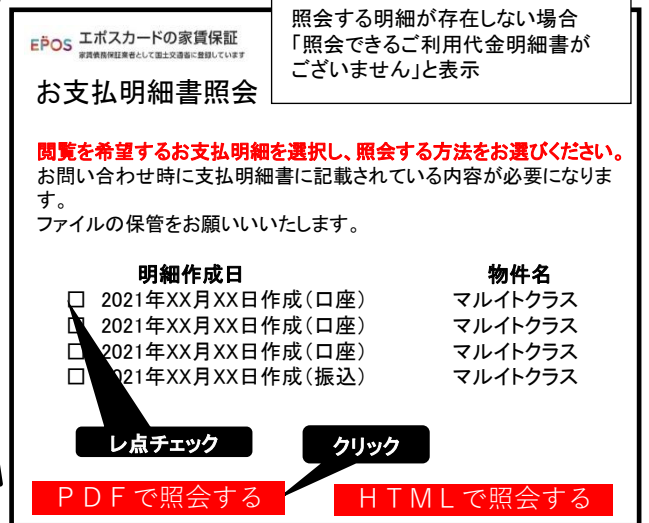 照会する明細が存在しない場合
「照会できるご利用代金明細書が
ございません」と表示
EPOS エポスカードの家賃保証
家賃債務保証業者として国土交通省に登録しています
お支払明細書照会
閲覧を希望するお支払明細を選択し、照会する方法をお選びください。
お問い合わせ時に支払明細書に記載されている内容が必要になりま
す。
ファイルの保管をお願いいいたします。
明細作成日 物件名
□ 2021年XX月XX日作成(口座) マルイトクラス
□ 2021年XX月XX日作成(口座) マルイトクラス
□ 2021年XX月XX日作成(口座) マルイトクラス
□ 2021年XX月XX日作成(振込) マルイトクラス
レ点チェック クリック
ＰＤＦで照会する ＨＴＭＬで照会する